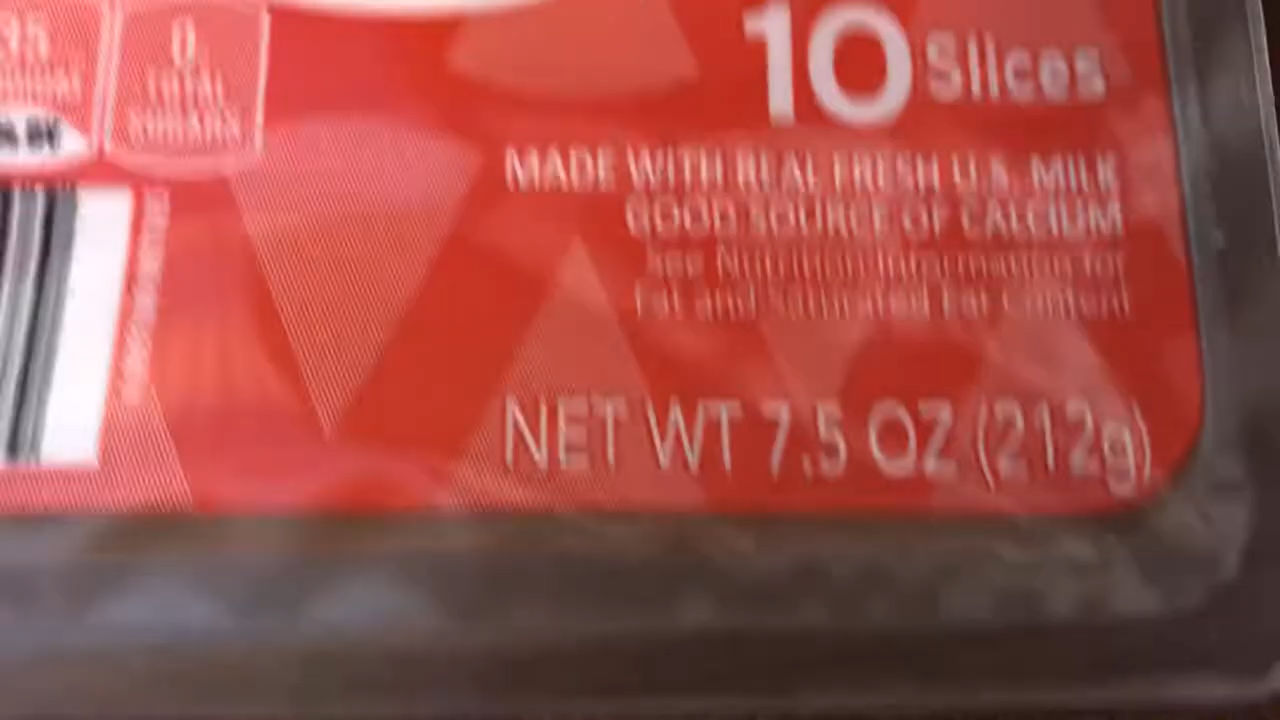 0
TOTAL
SUGARS
10 Slices
MADE WITH REAL FRESH U.S. MILK
GOOD SOURCE OF CALCIUM
See Nutrition Information for
Fat and Saturated Fat Content
NET WT 7.5 OZ (212g)